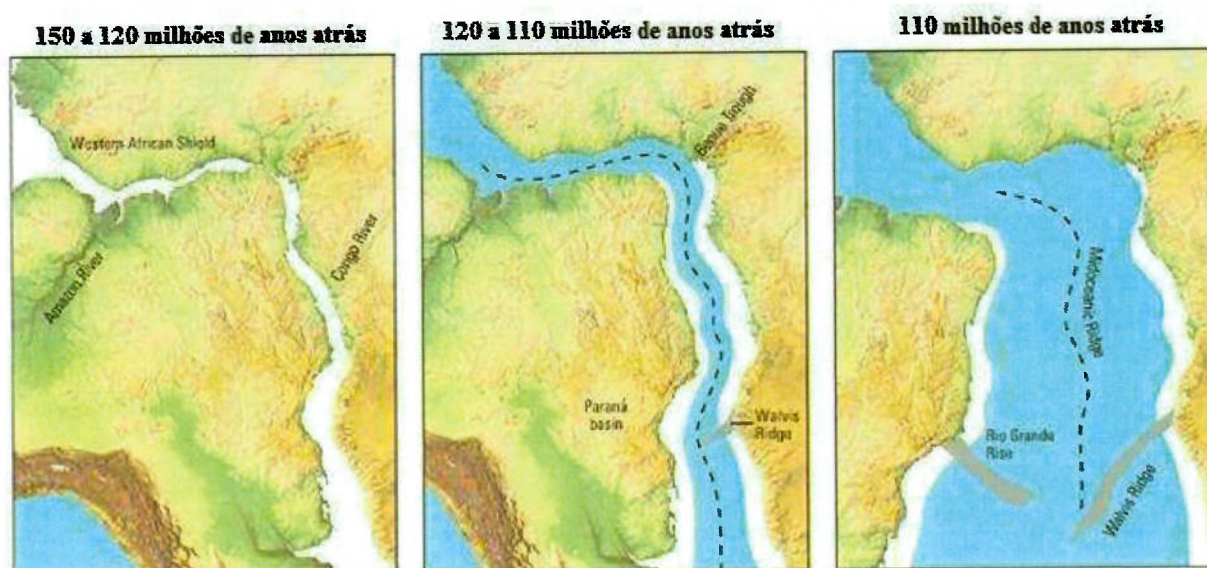 150 a 120 milhões de anos atrás
120 a 110 milhões de anos atrás
110 milhões de anos atrás
Western African Shield
Amazon River
Congo River
Benue Trough
Paraná
basin
Walvis
Ridge
Midoceanic Ridge
Rio Grande
Rise
Walvis Ridge